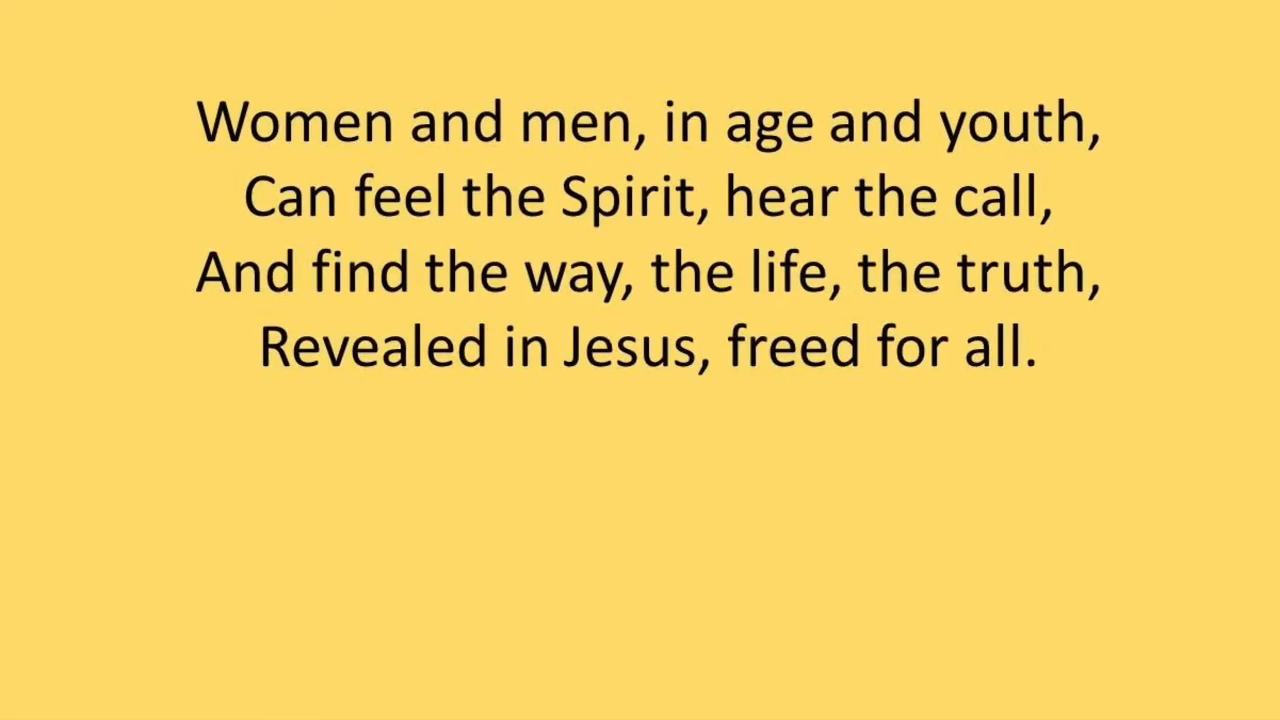 Women and men, in age and youth,
Can feel the Spirit, hear the call,
And find the way, the life, the truth,
Revealed in Jesus, freed for all.